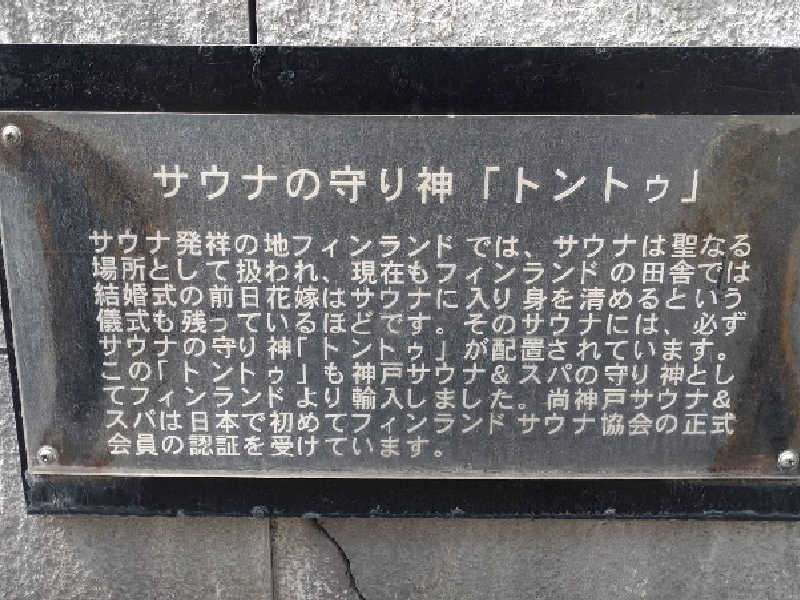 サウナの守り神「トントゥ」
サウナ発祥の地フィンランドでは、サウナは聖なる
場所として扱われ、現在もフィンランドの田舎では
結婚式の前日花嫁はサウナに入り身を清めるという
儀式も残っているほどです。そのサウナには、必ず
サウナの守り神「トントゥ」が配置されています。
この「トントゥ」も神戸サウナ&スパの守り神とし
てフィンランドより輸入しました。尚神戸サウナ&
スパは日本で初めてフィンランドサウナ協会の正式
会員の認証を受けています。